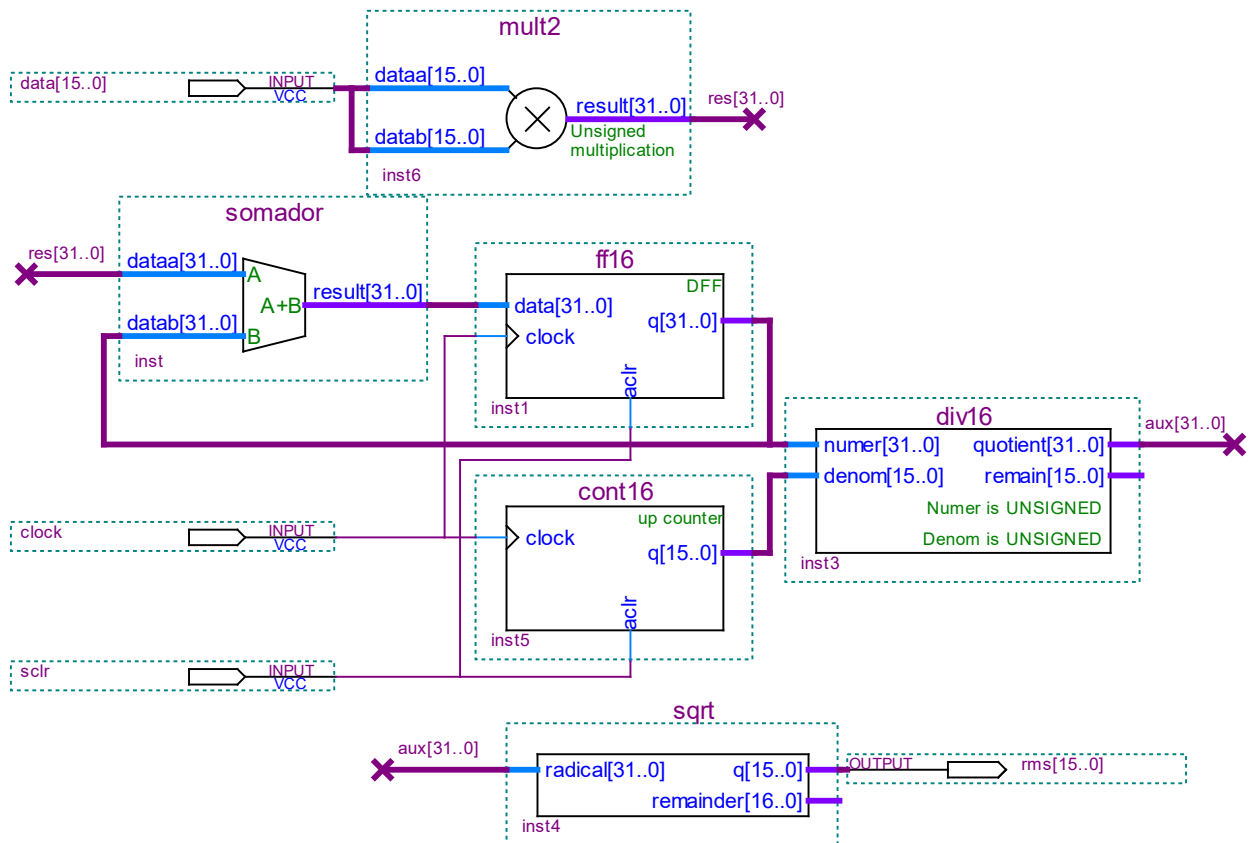 mult2
data[15..0]
INPUT
VCC
dataa[15..0]
datab[15..0]
result[31..0]
Unsigned
multiplication
res[31..0]
inst6
somador
res[31..0]
dataa[31..0]
A
A+B
result[31..0]
datab[31..0]
B
inst
ff16
DFF
data[31..0]
q[31..0]
clock
aclr
inst1
div16
aux[31..0]
numer[31..0]
quotient[31..0]
denom[15..0]
remain[15..0]
Numer is UNSIGNED
Denom is UNSIGNED
inst3
cont16
up counter
clock
q[15..0]
aclr
inst5
clock
INPUT
VCC
sclr
INPUT
VCC
sqrt
aux[31..0]
radical[31..0]
q[15..0]
remainder[16..0]
inst4
OUTPUT
rms[15..0]